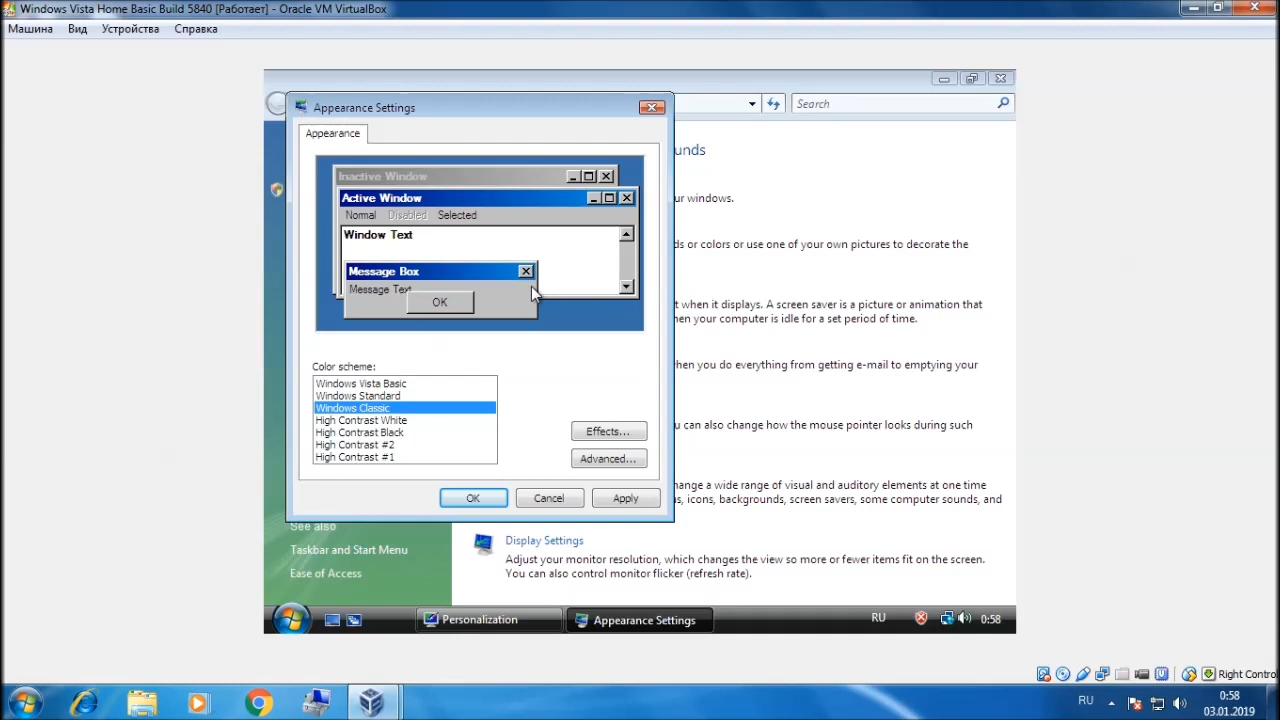 Windows Vista Home Basic Build 5840 [Работает] - Oracle VM VirtualBox
Машина Вид Устройства Справка
Appearance Settings
Search
Appearance
Inactive Window
Active Window
Normal Disabled Selected
Window Text
Message Box
Message Text
OK
Color scheme:
Windows Vista Basic
Windows Standard
Windows Classic
High Contrast White
High Contrast Black
High Contrast #2
High Contrast #1
Effects...
Advanced...
OK Cancel Apply
unds
ur windows.
ds or colors or use one of your own pictures to decorate the
t when it displays. A screen saver is a picture or animation that
hen your computer is idle for a set period of time.
hen you do everything from getting e-mail to emptying your
u can also change how the mouse pointer looks during such
hange a wide range of visual and auditory elements at one time
s, icons, backgrounds, screen savers, some computer sounds, and
See also
Taskbar and Start Menu
Ease of Access
Display Settings
Adjust your monitor resolution, which changes the view so more or fewer items fit on the screen.
You can also control monitor flicker (refresh rate).
Personalization Appearance Settings RU 0:58
Right Contro
RU 0:58
03.01.2019